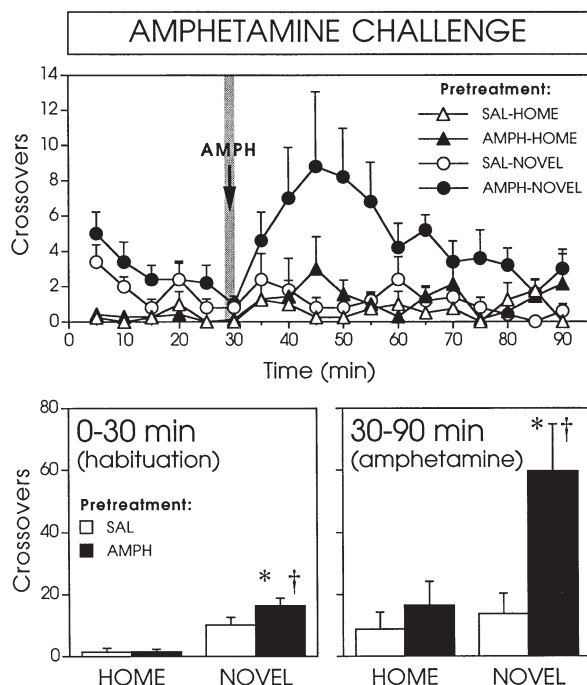 AMPHETAMINE CHALLENGE
14
12
10
8
6
4
2
0
Crossovers
AMPH
Pretreatment:
SAL-HOME
AMPH-HOME
SAL-NOVEL
AMPH-NOVEL
0 10 20 30 40 50 60 70 80 90
Time (min)
80
60
40
20
0
Crossovers
0-30 min
(habituation)
Pretreatment:
SAL
AMPH
* †
HOME NOVEL
30-90 min
(amphetamine)
* †
HOME NOVEL